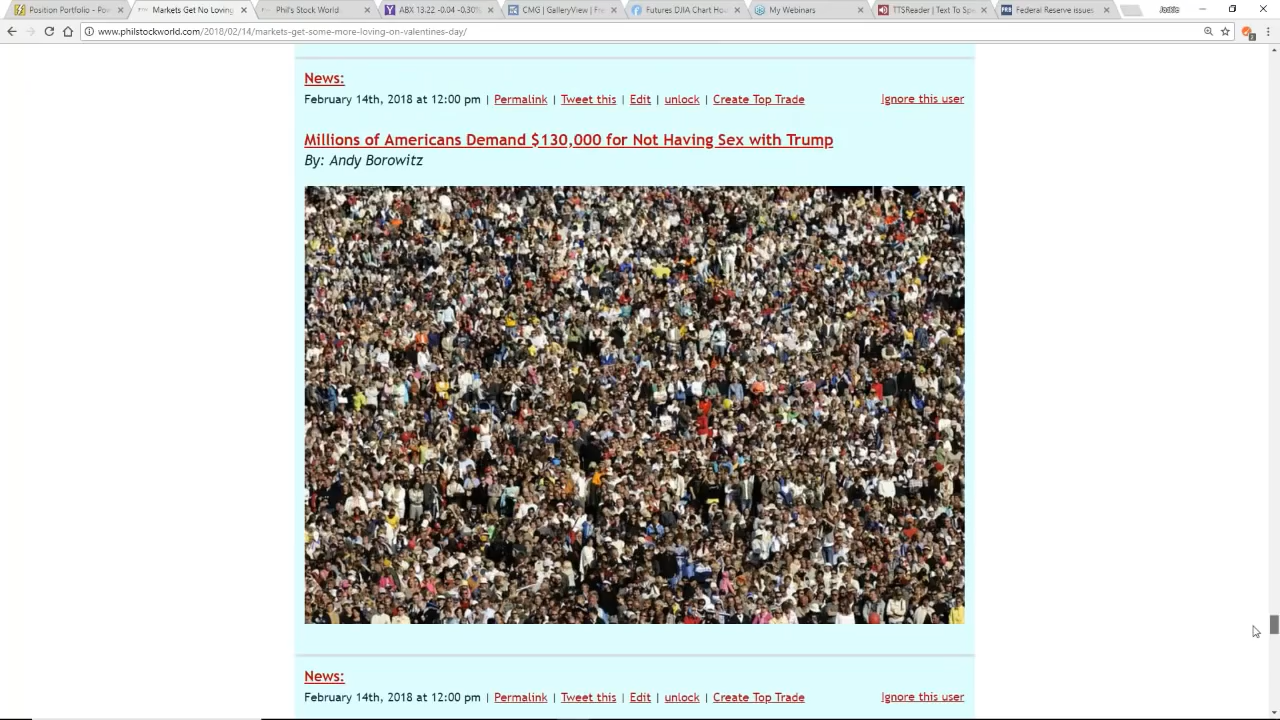 Position Portfolio - Po
Markets Get No Loving
Phil's Stock World
ABX 13.22 -0.04 -0.30%
CMG | GalleryView | Fr
Futures DJIA Chart Ho
My Webinars
TTSReader | Text To Sp
Federal Reserve issues
www.philstockworld.com/2018/02/14/markets-get-some-more-loving-on-valentines-day/
News:
February 14th, 2018 at 12:00 pm | Permalink | Tweet this | Edit | unlock | Create Top Trade Ignore this user
Millions of Americans Demand $130,000 for Not Having Sex with Trump
By: Andy Borowitz
News:
February 14th, 2018 at 12:00 pm | Permalink | Tweet this | Edit | unlock | Create Top Trade Ignore this user